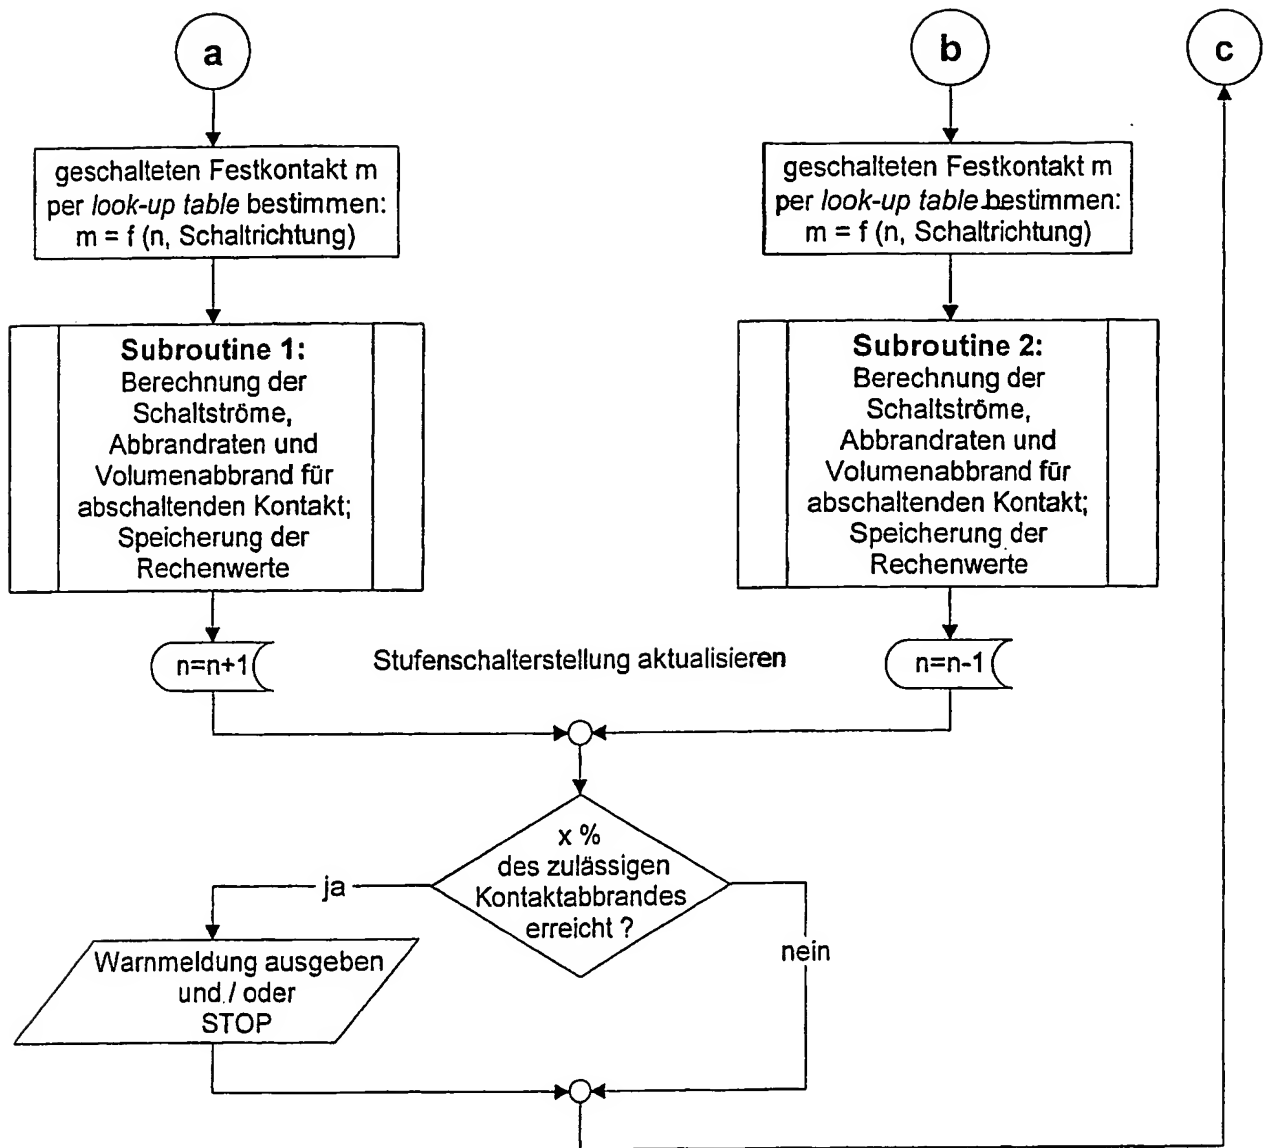 a
b
c
geschalteten Festkontakt m
per look-up table bestimmen:
m = f (n, Schaltrichtung)
geschalteten Festkontakt m
per look-up table bestimmen:
m = f (n, Schaltrichtung)
Subroutine 1:
Berechnung der
Schaltströme,
Abbrandraten und
Volumenabbrand für
abschaltenden Kontakt;
Speicherung der
Rechenwerte
Subroutine 2:
Berechnung der
Schaltströme,
Abbrandraten und
Volumenabbrand für
abschaltenden Kontakt;
Speicherung der
Rechenwerte
n=n+1
Stufenschalterstellung aktualisieren
n=n-1
x %
des zulässigen
Kontaktabbrandes
erreicht ?
ja
nein
Warnmeldung ausgeben
und / oder
STOP